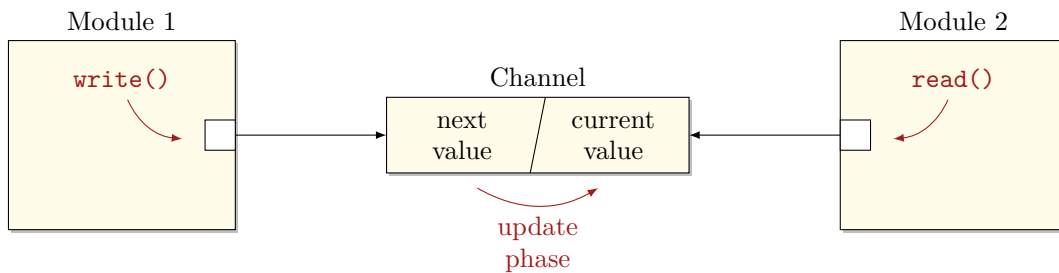 Module 1
Module 2
write()
Channel
read()
next
value
current
value
update
phase